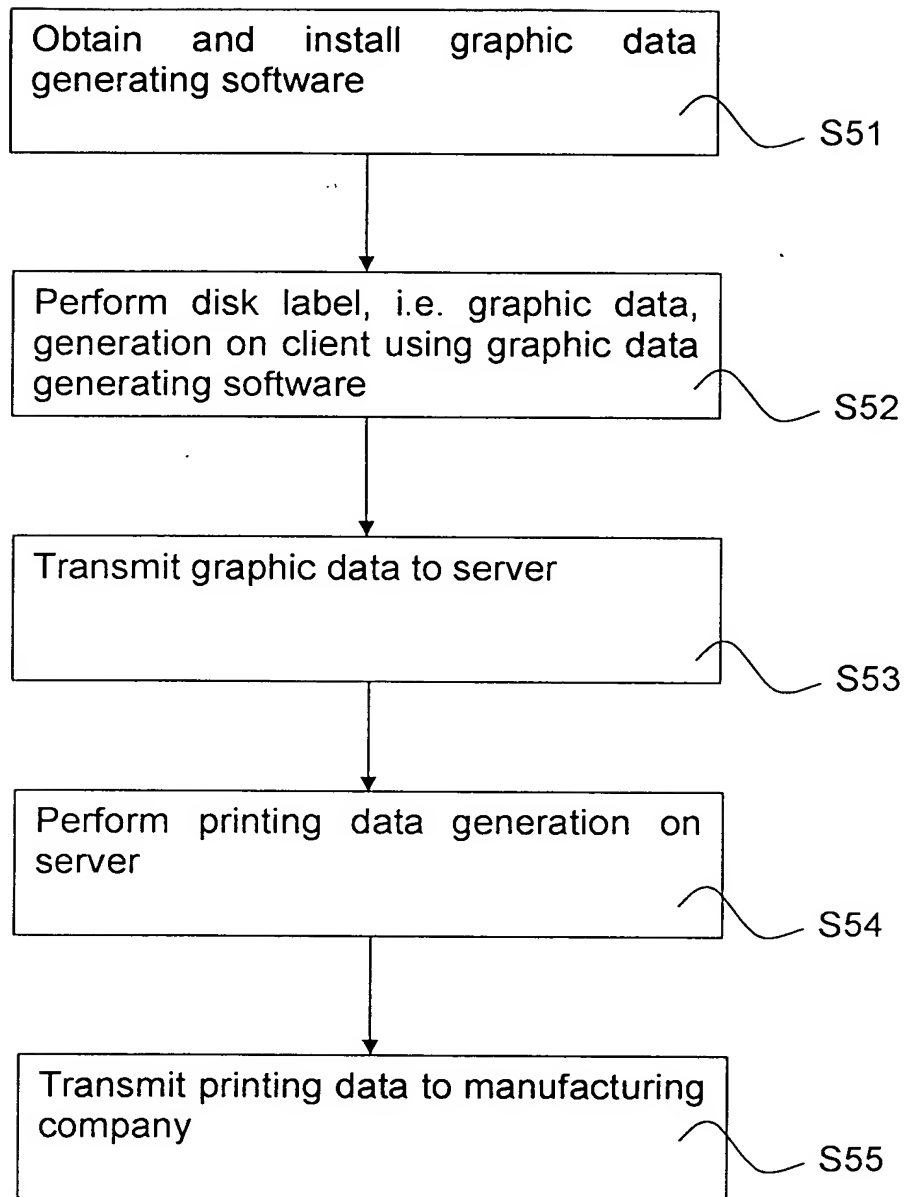 Obtain and install graphic data
generating software
S51
Perform disk label, i.e. graphic data,
generation on client using graphic data
generating software
S52
Transmit graphic data to server
S53
Perform printing data generation on
server
S54
Transmit printing data to manufacturing
company
S55